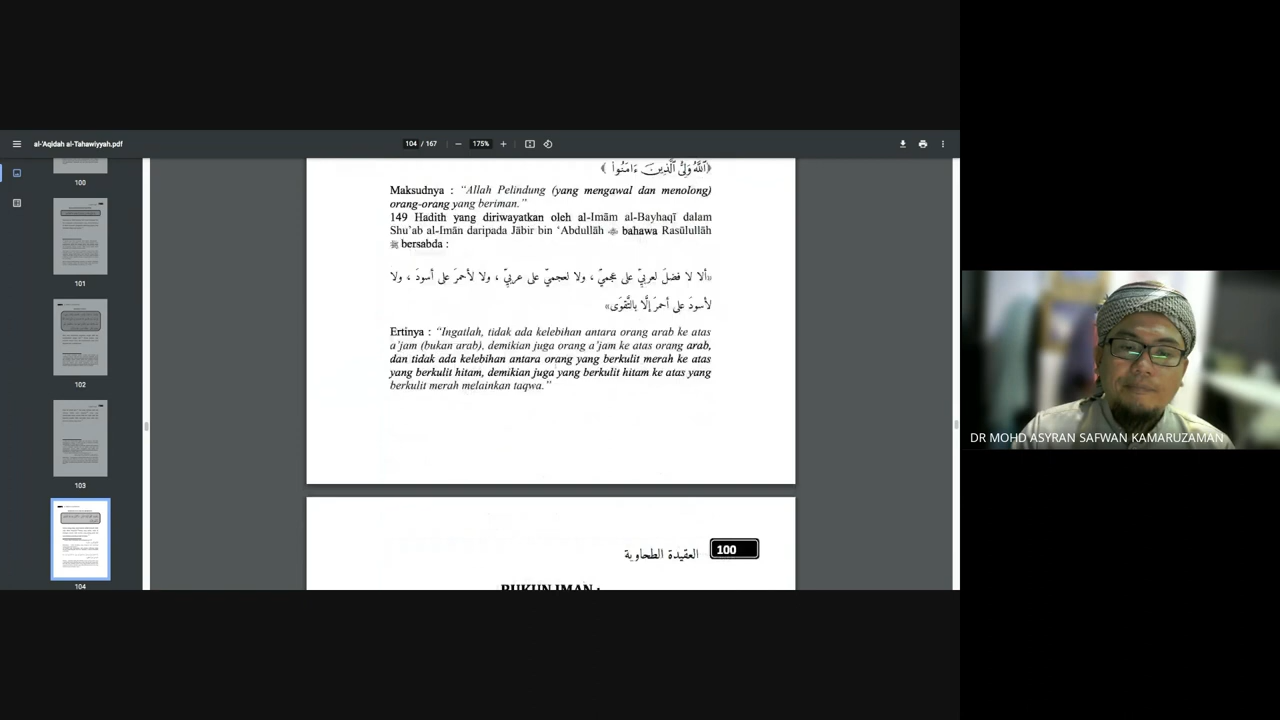 al-'Aqidah al-Tahawiyyah.pdf
104 / 167
175%
100
101
102
103
104
﴿ٱللَّهُ وَلِيُّ ٱلَّذِينَ ءَامَنُوا۟ ﴾
Maksudnya : “Allah Pelindung (yang mengawal dan menolong)
orang-orang yang beriman.”
149 Hadith yang diriwayatkan oleh al-Imām al-Bayhaqī dalam
Shu'ab al-Imān daripada Jābir bin ‘Abdullāh bahawa Rasūlullāh
ﷺ bersabda :
«ألا لا فضلَ لعربيّ على عجميّ ، ولا لعجميّ على عربيّ ، ولا لأحمرَ على أسودَ ، ولا
لأسودَ على أحمرَ إلَّا بالتَّقوَى»
Ertinya : “Ingatlah, tidak ada kelebihan antara orang arab ke atas
a’jam (bukan arab), demikian juga orang a’jam ke atas orang arab,
dan tidak ada kelebihan antara orang yang berkulit merah ke atas
yang berkulit hitam, demikian juga yang berkulit hitam ke atas yang
berkulit merah melainkan taqwa.”
العقيدة الطحاوية 100
RUKUN IMAN :
DR MOHD ASYRAN SAFWAN KAMARUZAMAN